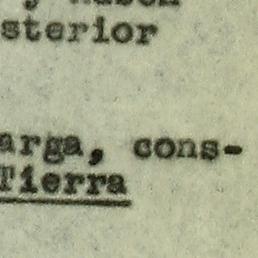 sterior
arga, cons-
Tierra